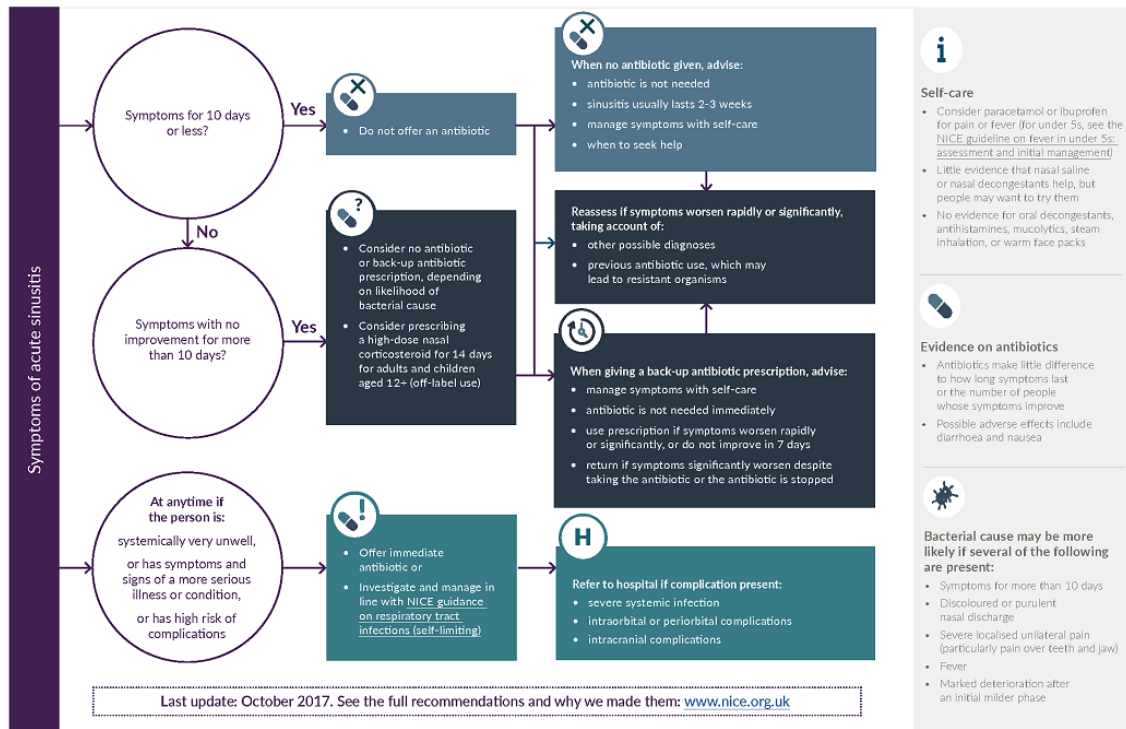 Symptoms of acute sinusitis
Symptoms for 10 days
or less?
Yes
• Do not offer an antibiotic
When no antibiotic given, advise:
• antibiotic is not needed
• sinusitis usually lasts 2-3 weeks
• manage symptoms with self-care
• when to seek help
No
Symptoms with no
improvement for more
than 10 days?
Yes
?
• Consider no antibiotic
or back-up antibiotic
prescription, depending
on likelihood of
bacterial cause
• Consider prescribing
a high-dose nasal
corticosteroid for 14 days
for adults and children
aged 12+ (off-label use)
Reassess if symptoms worsen rapidly or significantly,
taking account of:
• other possible diagnoses
• previous antibiotic use, which may
lead to resistant organisms
When giving a back-up antibiotic prescription, advise:
• manage symptoms with self-care
• antibiotic is not needed immediately
• use prescription if symptoms worsen rapidly
or significantly, or do not improve in 7 days
• return if symptoms significantly worsen despite
taking the antibiotic or the antibiotic is stopped
At anytime if
the person is:
systemically very unwell,
or has symptoms and
signs of a more serious
illness or condition,
or has high risk of
complications
!
• Offer immediate
antibiotic or
• Investigate and manage in
line with NICE guidance
on respiratory tract
infections (self-limiting)
H
Refer to hospital if complication present:
• severe systemic infection
• intraorbital or periorbital complications
• intracranial complications
Last update: October 2017. See the full recommendations and why we made them: www.nice.org.uk
i
Self-care
• Consider paracetamol or ibuprofen
for pain or fever (for under 5s, see the
NICE guideline on fever in under 5s:
assessment and initial management)
• Little evidence that nasal saline
or nasal decongestants help, but
people may want to try them
• No evidence for oral decongestants,
antihistamines, mucolytics, steam
inhalation, or warm face packs
Evidence on antibiotics
• Antibiotics make little difference
to how long symptoms last
or the number of people
whose symptoms improve
• Possible adverse effects include
diarrhoea and nausea
Bacterial cause may be more
likely if several of the following
are present:
• Symptoms for more than 10 days
• Discoloured or purulent
nasal discharge
• Severe localised unilateral pain
(particularly pain over teeth and jaw)
• Fever
• Marked deterioration after
an initial milder phase